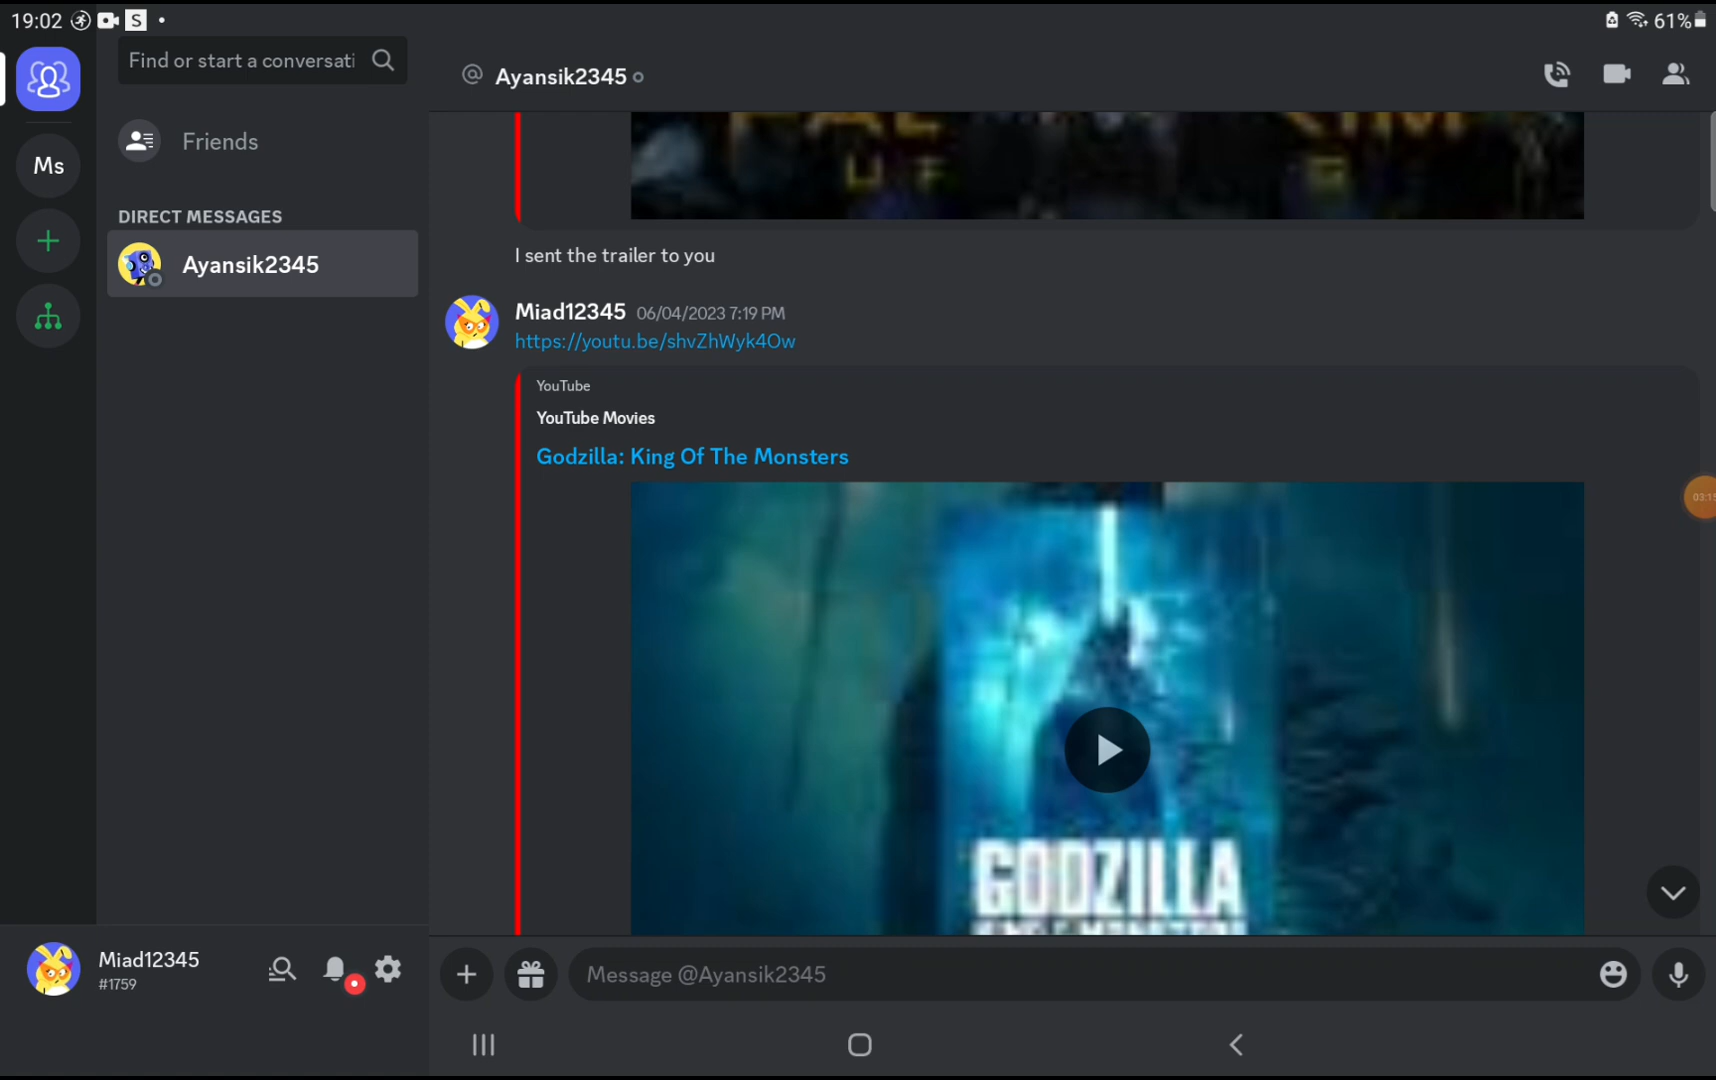 19:02
S
61%
Find or start a conversati
@ Ayansik2345
Friends
Ms
DIRECT MESSAGES
Ayansik2345
I sent the trailer to you
Miad12345 06/04/2023 7:19 PM
https://youtu.be/shvZhWyk4Ow
YouTube
YouTube Movies
Godzilla: King Of The Monsters
03:15
GODZILLA
Miad12345
#1759
Message @Ayansik2345